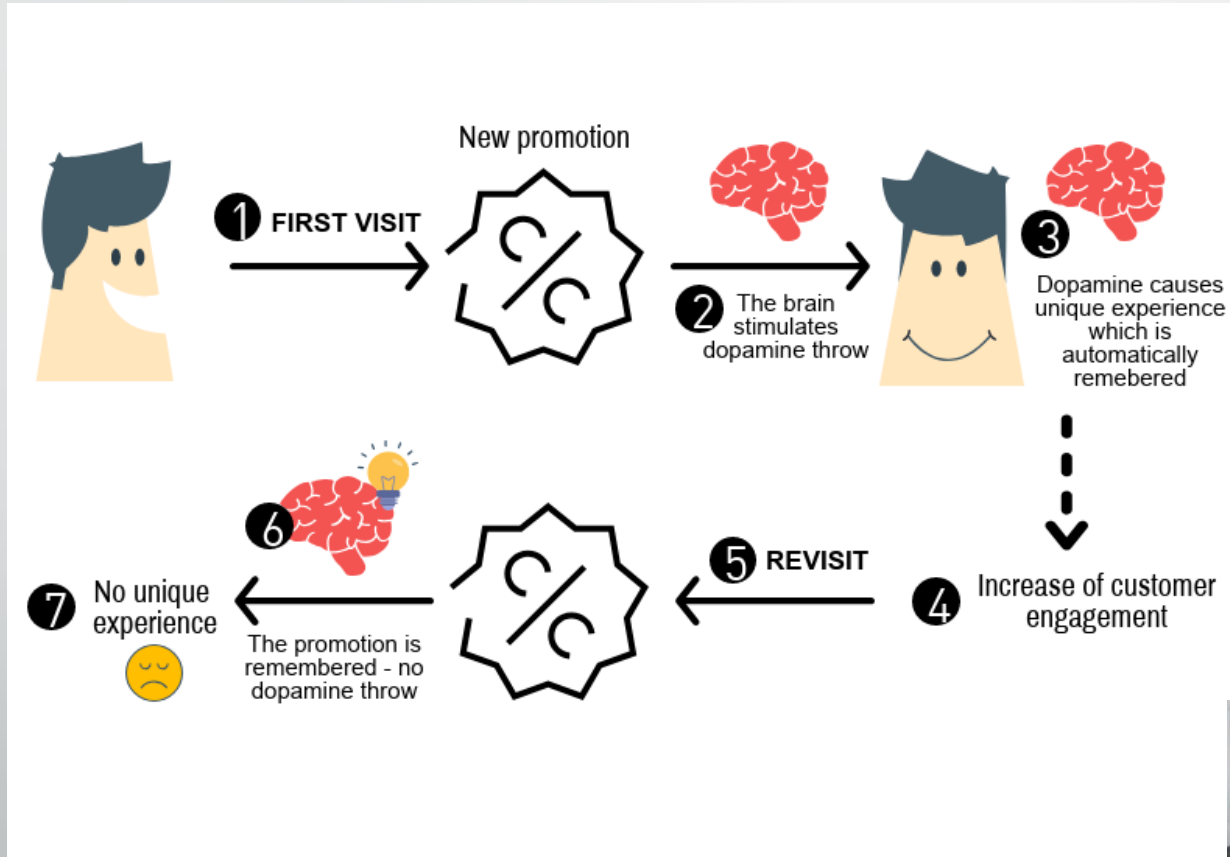 New promotion
1 FIRST VISIT
2 The brain
stimulates
dopamine throw
3
Dopamine causes
unique experience
which is
automatically
remebered
4 Increase of customer
engagement
5 REVISIT
6
The promotion is
remembered - no
dopamine throw
7 No unique
experience